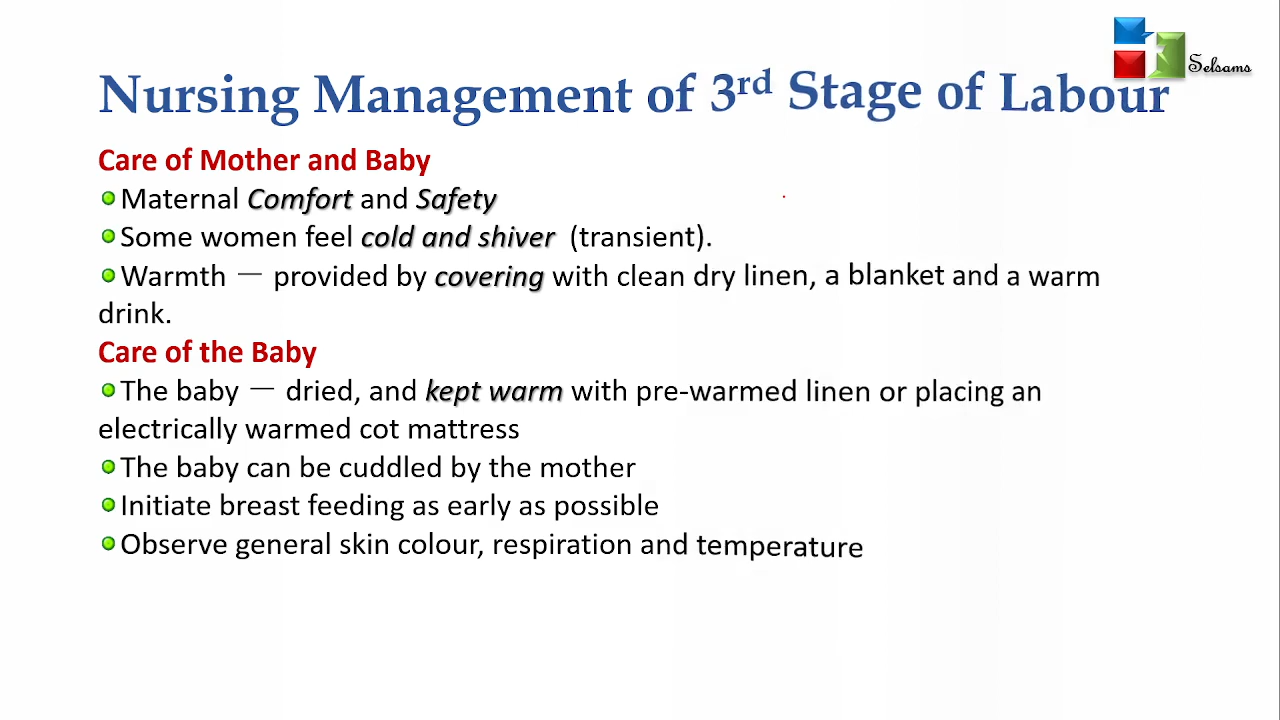 Selsams
Nursing Management of 3rd Stage of Labour
Care of Mother and Baby
Maternal Comfort and Safety
Some women feel cold and shiver (transient).
Warmth — provided by covering with clean dry linen, a blanket and a warm
drink.
Care of the Baby
The baby — dried, and kept warm with pre-warmed linen or placing an
electrically warmed cot mattress
The baby can be cuddled by the mother
Initiate breast feeding as early as possible
Observe general skin colour, respiration and temperature